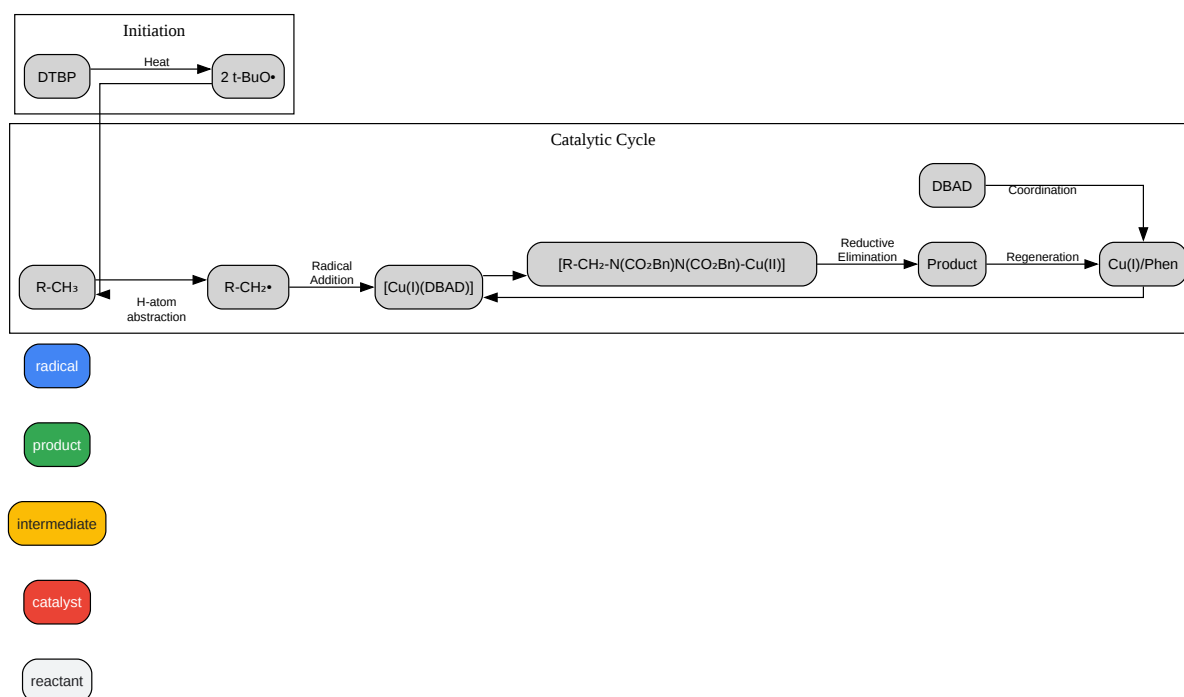 Initiation
DTBP
Heat
2 t-BuO•
Catalytic Cycle
DBAD
Coordination
R-CH₃
H-atom
abstraction
R-CH₂•
Radical
Addition
[Cu(I)(DBAD)]
[R-CH₂-N(CO₂Bn)N(CO₂Bn)-Cu(II)]
Reductive
Elimination
Product
Regeneration
Cu(I)/Phen
radical
product
intermediate
catalyst
reactant